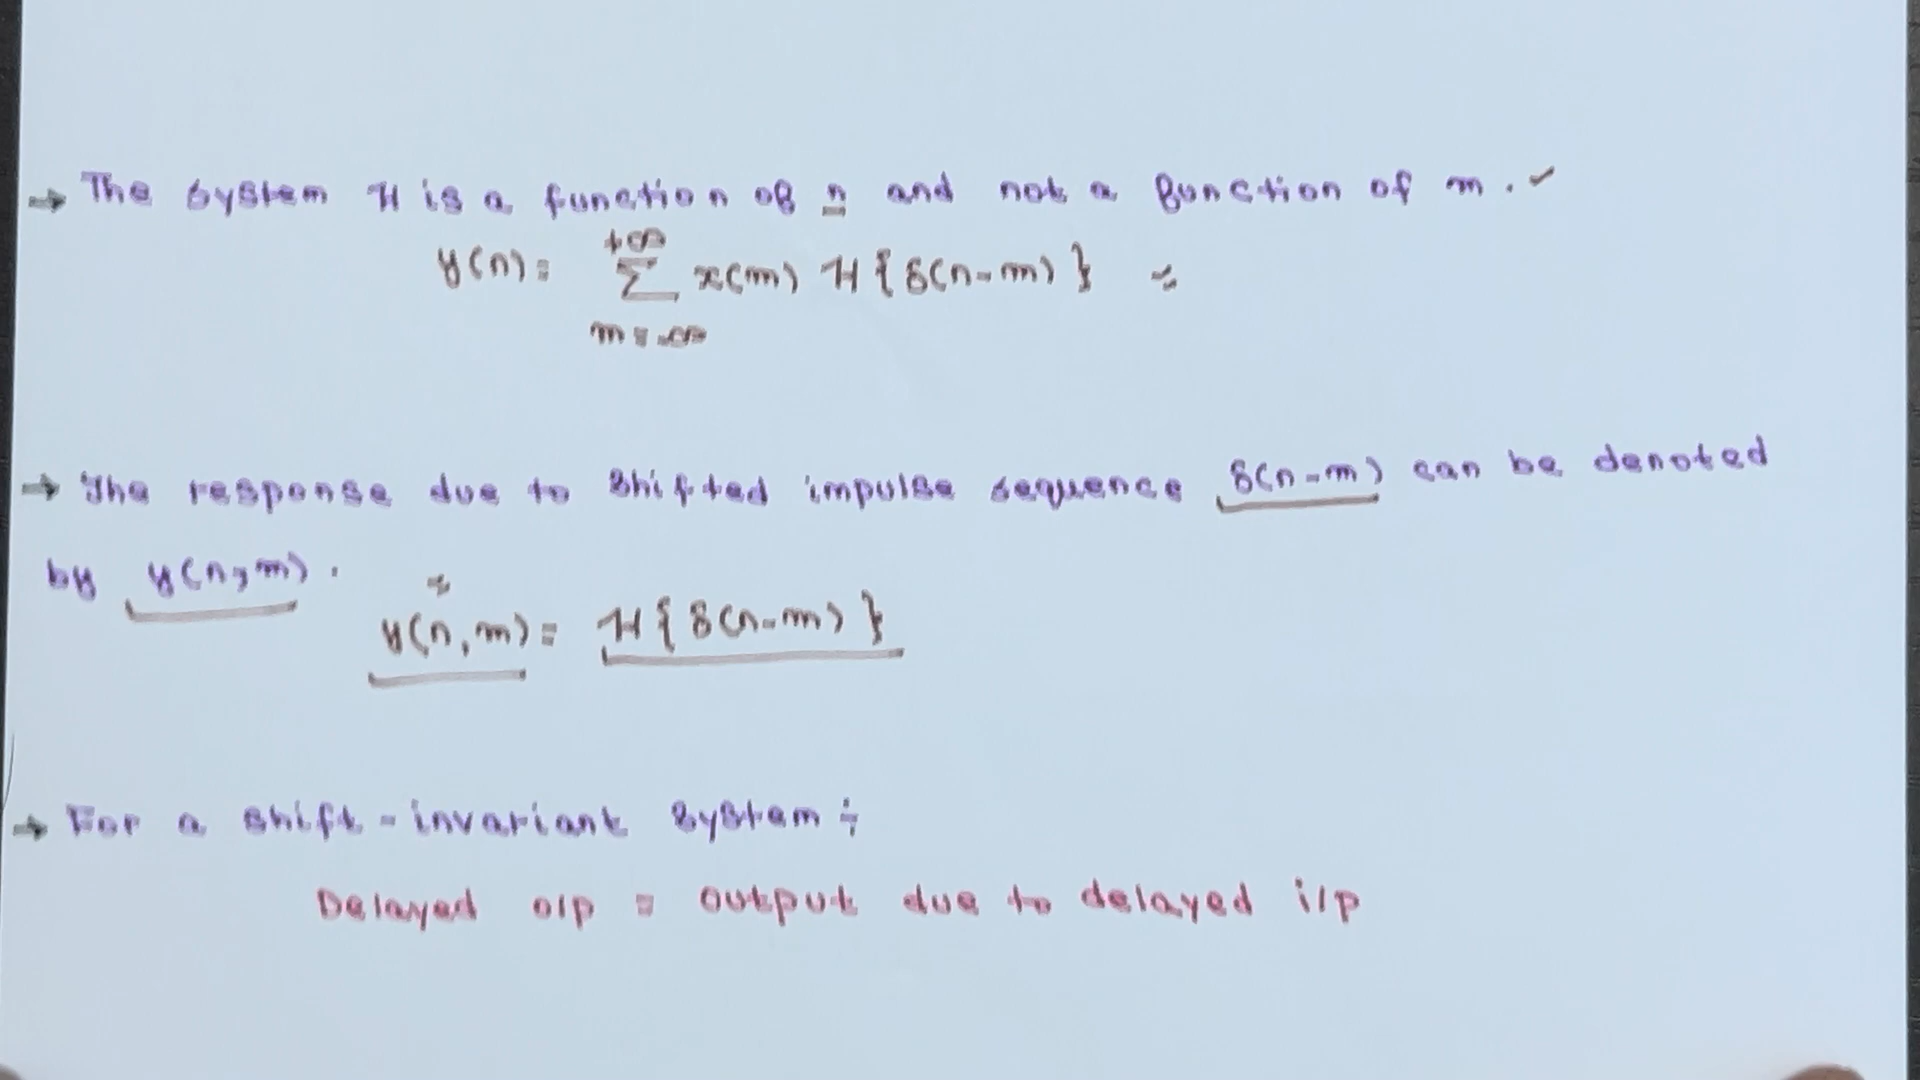 → The system H is a function of n and not a function of m.
y(n) = +∞ Σ m=-∞ x(m) H{δ(n-m)}
→ The response due to shifted impulse sequence δ(n-m) can be denoted
by y(n,m).
y(n,m) = H{δ(n-m)}
→ For a shift-invariant system ÷
Delayed o/p = output due to delayed i/p